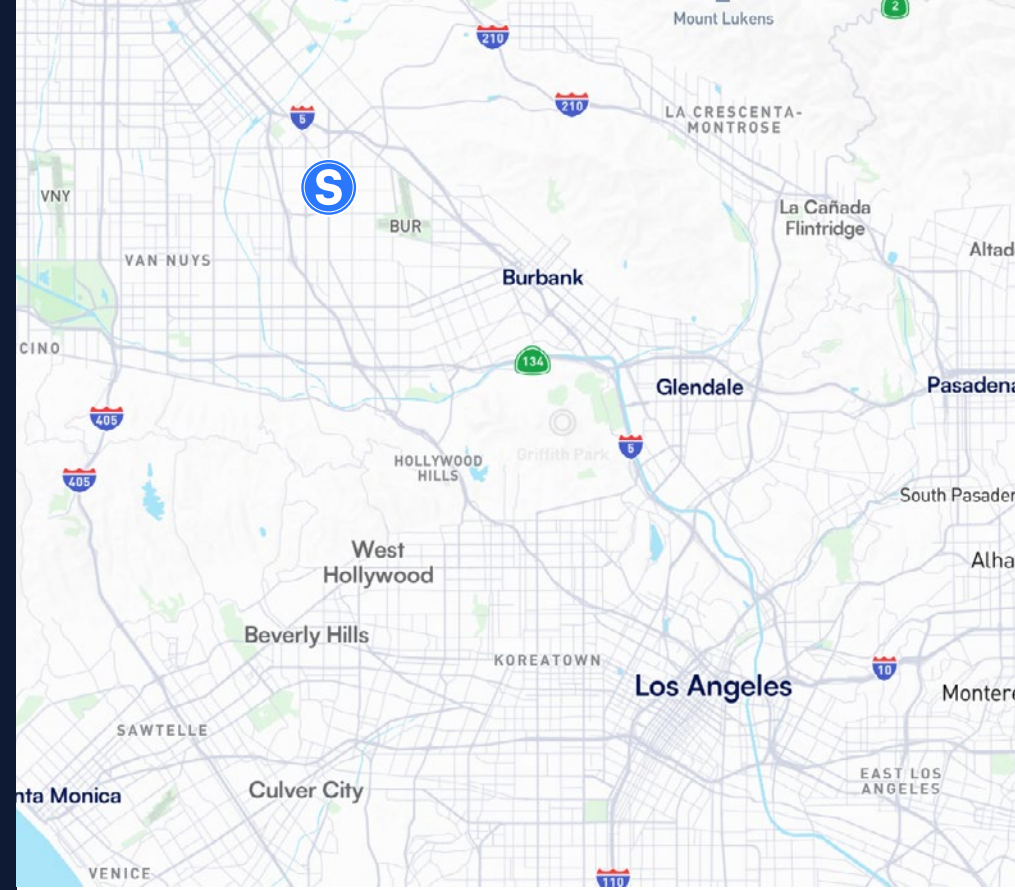 2
Mount Lukens
210
210
LA CRESCENTA-
MONTROSE
5
S
VNY
BUR
La Cañada
Flintridge
Altad
VAN NUYS
Burbank
CINO
134
Glendale
Pasadena
405
5
Griffith Park
HOLLYWOOD
HILLS
405
South Pasader
West
Hollywood
Alha
Beverly Hills
KOREATOWN
10
Los Angeles
Montere
SAWTELLE
EAST LOS
ANGELES
Culver City
nta Monica
VENICE
110